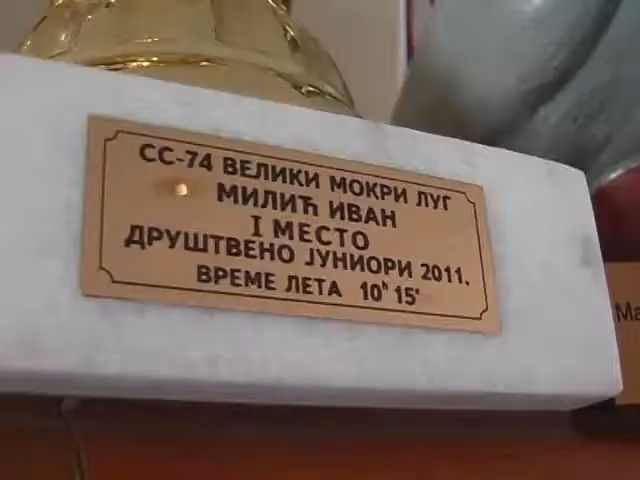 СС-74 ВЕЛИКИ МОКРИ ЛУГ
МИЛИЋ ИВАН
I МЕСТО
ДРУШТВЕНО ЈУНИОРИ 2011.
ВРЕМЕ ЛЕТА 10ʰ 15'